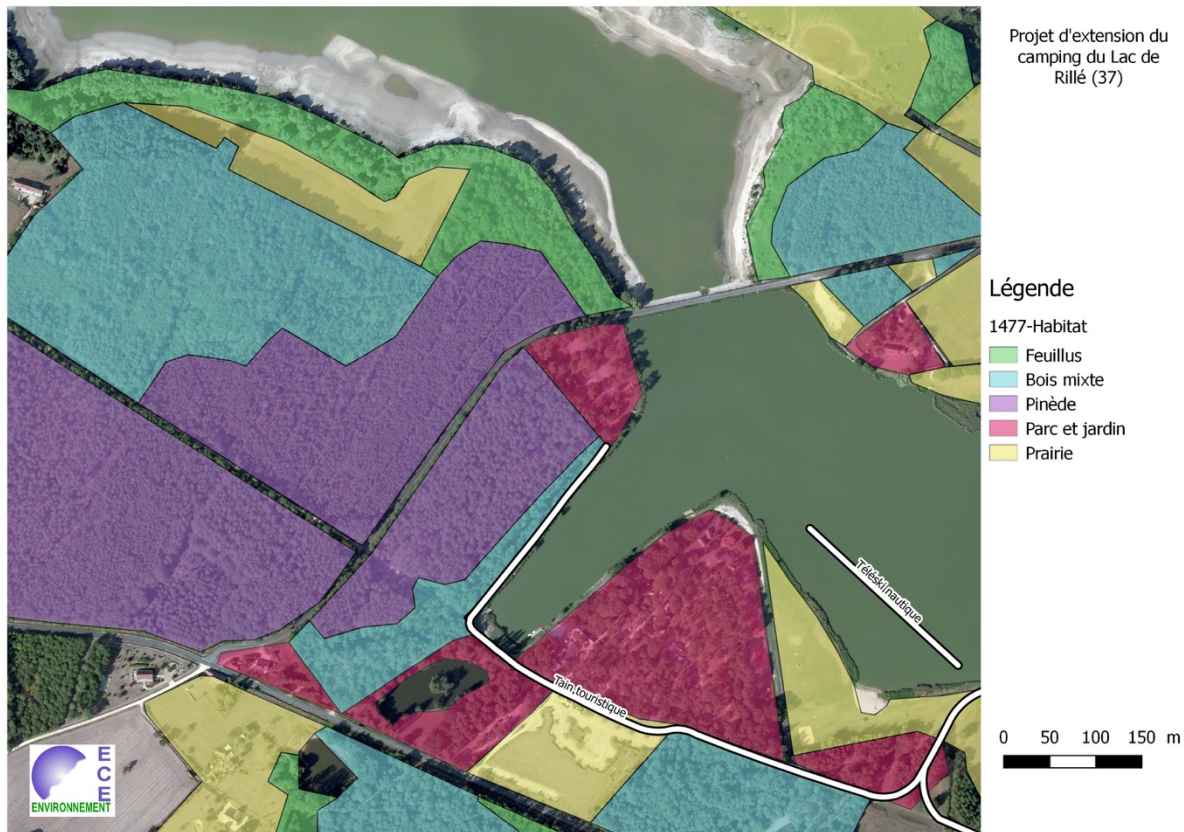 Projet d'extension du
camping du Lac de
Rillé (37)
Légende
1477-Habitat
Feuillus
Bois mixte
Pinède
Parc et jardin
Prairie
Téléski nautique
Tain touristique
0 50 100 150 m
E
C
E
ENVIRONNEMENT